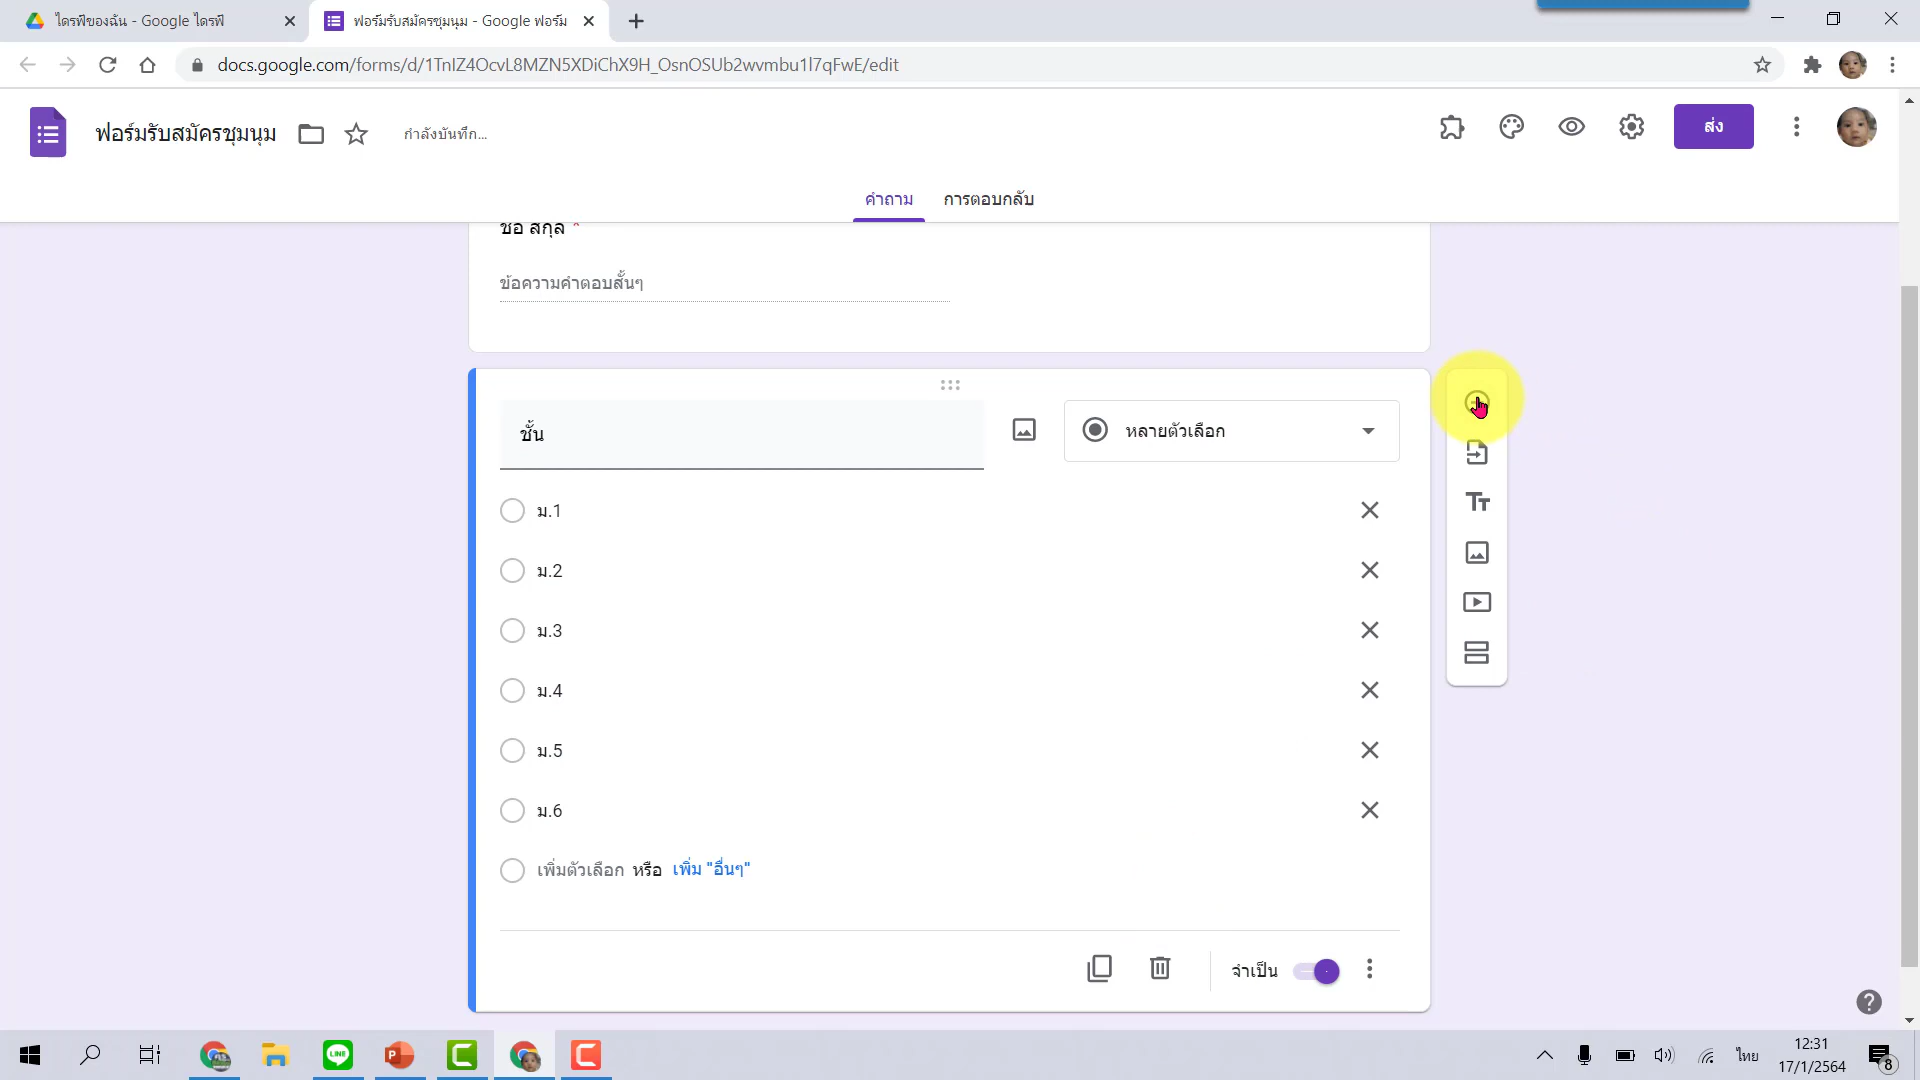 ไดรฟ์ของฉัน - Google ไดรฟ์
ฟอร์มรับสมัครชุมนุม - Google ฟอร์ม
docs.google.com/forms/d/1TnIZ4OcvL8MZN5XDiChX9H_OsnOSUb2wvmbu1l7qFwE/edit
ฟอร์มรับสมัครชุมนุม
กำลังบันทึก...
ส่ง
คำถาม
การตอบกลับ
ชื่อ สกุล *
ข้อความคำตอบสั้นๆ
ชั้น
หลายตัวเลือก
ม.1
ม.2
ม.3
ม.4
ม.5
ม.6
เพิ่มตัวเลือก หรือ เพิ่ม "อื่นๆ"
จำเป็น
ไทย
12:31
17/1/2564
8